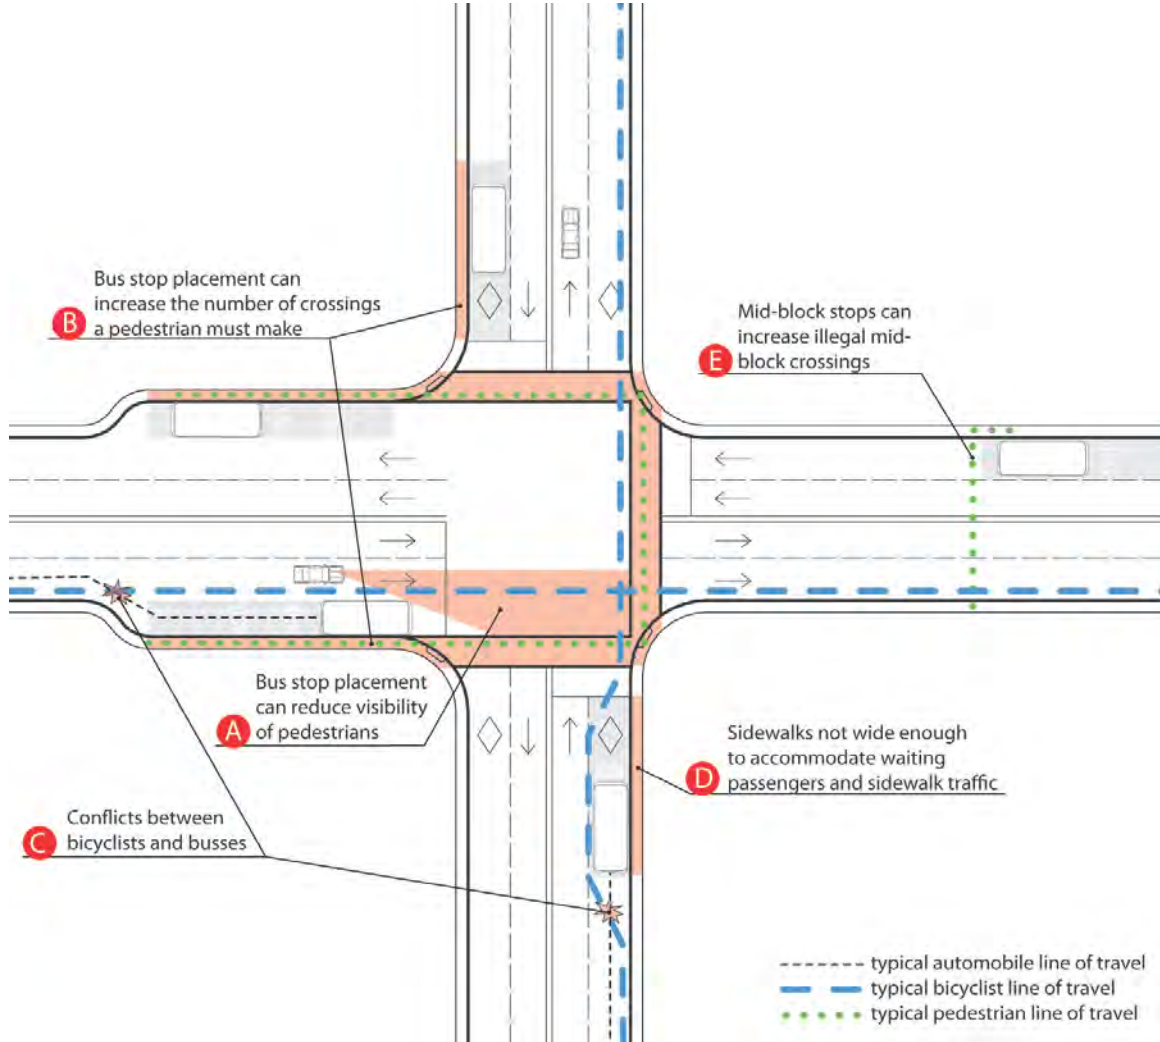 Bus stop placement can
increase the number of crossings
a pedestrian must make
B
Mid-block stops can
increase illegal mid-
block crossings
E
Bus stop placement
can reduce visibility
of pedestrians
A
Sidewalks not wide enough
to accommodate waiting
passengers and sidewalk traffic
D
Conflicts between
bicyclists and busses
C
typical automobile line of travel
typical bicyclist line of travel
typical pedestrian line of travel